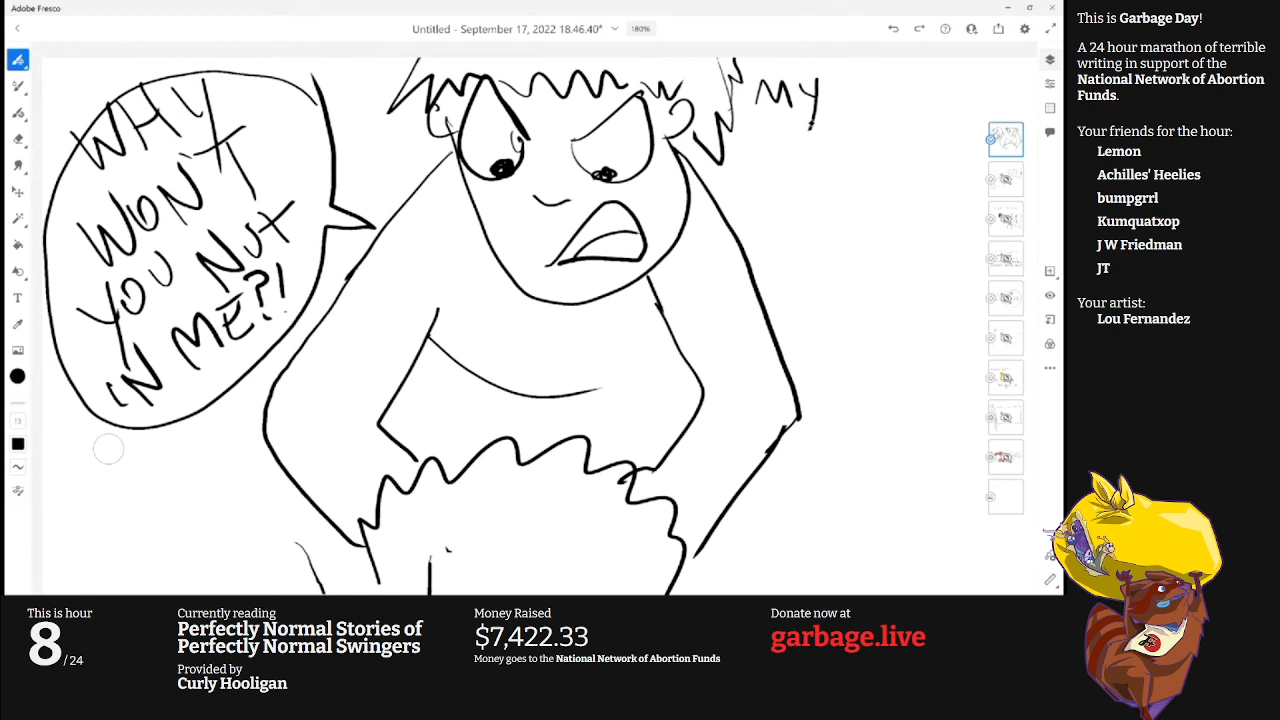 Adobe Fresco
Untitled - September 17, 2022 18.46.40*
180%
WHY
WON'T
YOU NUT
IN ME?!
MY
13
T
This is Garbage Day!
A 24 hour marathon of terrible
writing in support of the
National Network of Abortion
Funds.
Your friends for the hour:
Lemon
Achilles' Heelies
bumpgrrl
Kumquatxop
J W Friedman
JT
Your artist:
Lou Fernandez
This is hour
8/24
Currently reading
Perfectly Normal Stories of
Perfectly Normal Swingers
Provided by
Curly Hooligan
Money Raised
$7,422.33
Money goes to the National Network of Abortion Funds
Donate now at
garbage.live